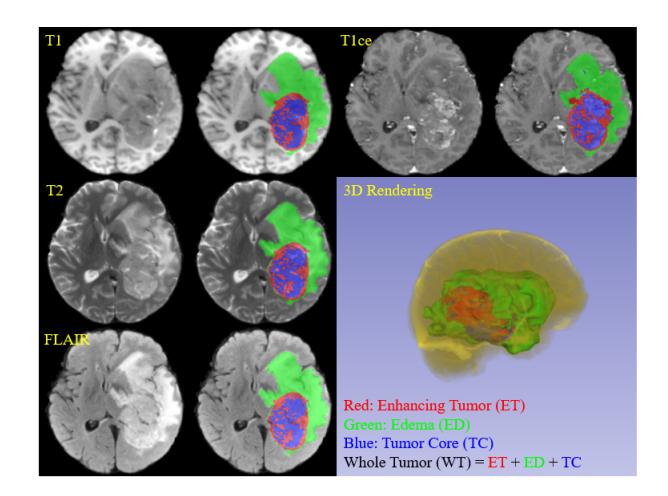 T1
T1ce
T2
3D Rendering
FLAIR
Red: Enhancing Tumor (ET)
Green: Edema (ED)
Blue: Tumor Core (TC)
Whole Tumor (WT) = ET + ED + TC